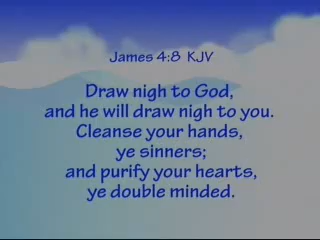 James 4:8 KJV
Draw nigh to God,
and he will draw nigh to you.
Cleanse your hands,
ye sinners;
and purify your hearts,
ye double minded.